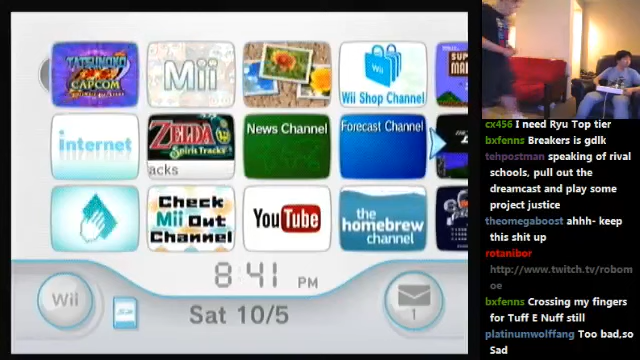 TATSUNOKO
VS.
CAPCOM
Mii
Wii
Wii Shop Channel
SUP
MAR
internet
ZELDA
Spirit Tracks
acks
News Channel
Forecast Channel
Check
Mii Out
Channel
YouTube
the
homebrew
channel
8:41 PM
Wii
Sat 10/5
1
cx456 I need Ryu Top tier
bxfenns Breakers is gdlk
tehpostman speaking of rival
schools, pull out the
dreamcast and play some
project justice
theomegaboost ahhh- keep
this shit up
rotanibor
http://www.twitch.tv/robom
oe
bxfenns Crossing my fingers
for Tuff E Nuff still
platinumwolffang Too bad,so
Sad